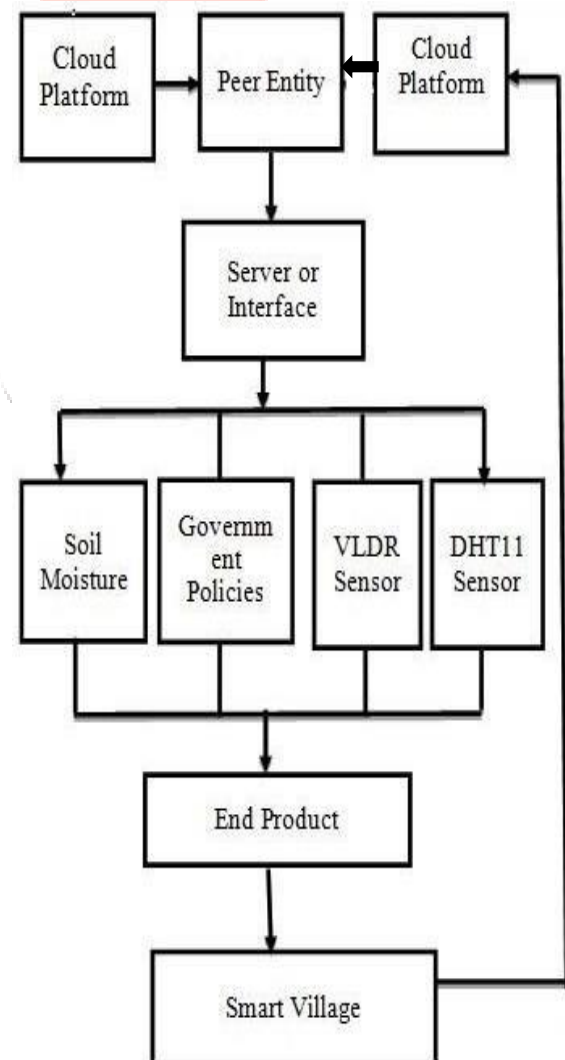 Cloud
Platform
Peer Entity
Cloud
Platform
Server or
Interface
Soil
Moisture
Governm
ent
Policies
VLDR
Sensor
DHT11
Sensor
End Product
Smart Village